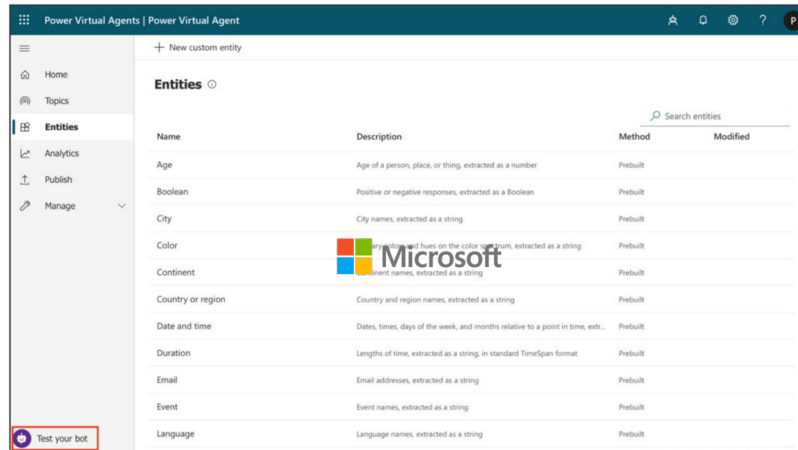 Power Virtual Agents | Power Virtual Agent
P
New custom entity
Home
Topics
Entities
Analytics
Publish
Manage
Test your bot
Entities
Search entities
Name Description Method Modified
Age Age of a person, place, or thing, extracted as a number Prebuilt
Boolean Positive or negative responses, extracted as a Boolean Prebuilt
City City names, extracted as a string Prebuilt
Color and hues on the color spectrum, extracted as a string Prebuilt
Microsoft
Continent names, extracted as a string Prebuilt
Country or region Country and region names, extracted as a string Prebuilt
Date and time Dates, times, days of the week, and months relative to a point in time, extr... Prebuilt
Duration Lengths of time, extracted as a string, in standard TimeSpan format Prebuilt
Email Email addresses, extracted as a string Prebuilt
Event Event names, extracted as a string Prebuilt
Language Language names, extracted as a string Prebuilt